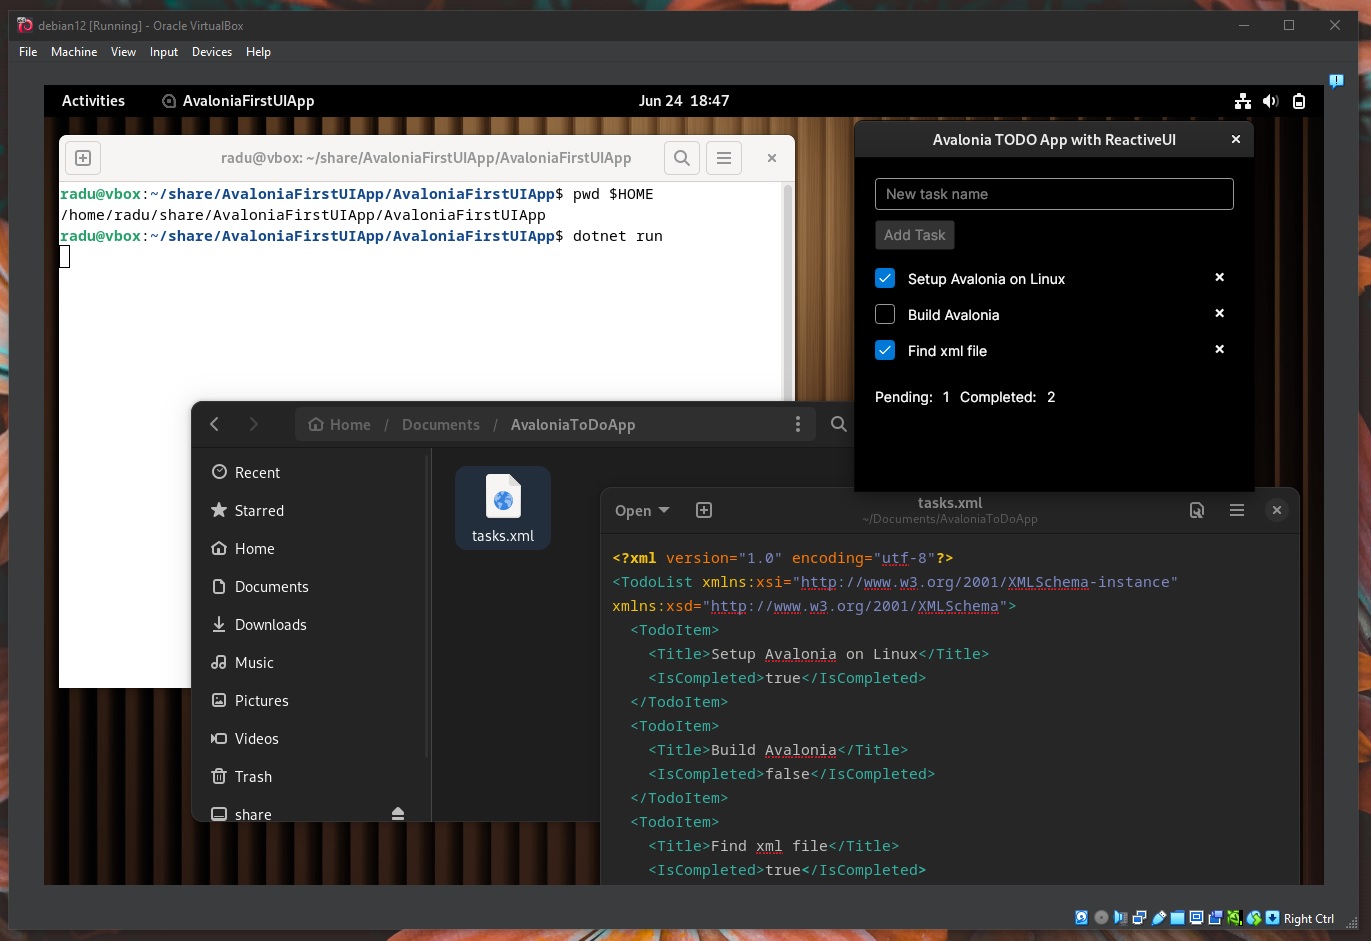 debian12 [Running] - Oracle VirtualBox
File Machine View Input Devices Help
Activities AvaloniaFirstUIApp Jun 24 18:47
radu@vbox: ~/share/AvaloniaFirstUIApp/AvaloniaFirstUIApp
radu@vbox:~/share/AvaloniaFirstUIApp/AvaloniaFirstUIApp$ pwd $HOME
/home/radu/share/AvaloniaFirstUIApp/AvaloniaFirstUIApp
radu@vbox:~/share/AvaloniaFirstUIApp/AvaloniaFirstUIApp$ dotnet run
Avalonia TODO App with ReactiveUI
New task name
Add Task
Setup Avalonia on Linux
Build Avalonia
Find xml file
Pending: 1 Completed: 2
Home / Documents / AvaloniaToDoApp
Recent
Starred
Home
Documents
Downloads
Music
Pictures
Videos
Trash
share
tasks.xml
Open
tasks.xml
~/Documents/AvaloniaToDoApp
<?xml version="1.0" encoding="utf-8"?>
<TodoList xmlns:xsi="http://www.w3.org/2001/XMLSchema-instance"
xmlns:xsd="http://www.w3.org/2001/XMLSchema">
<TodoItem>
<Title>Setup Avalonia on Linux</Title>
<IsCompleted>true</IsCompleted>
</TodoItem>
<TodoItem>
<Title>Build Avalonia</Title>
<IsCompleted>false</IsCompleted>
</TodoItem>
<TodoItem>
<Title>Find xml file</Title>
<IsCompleted>true</IsCompleted>
Right Ctrl